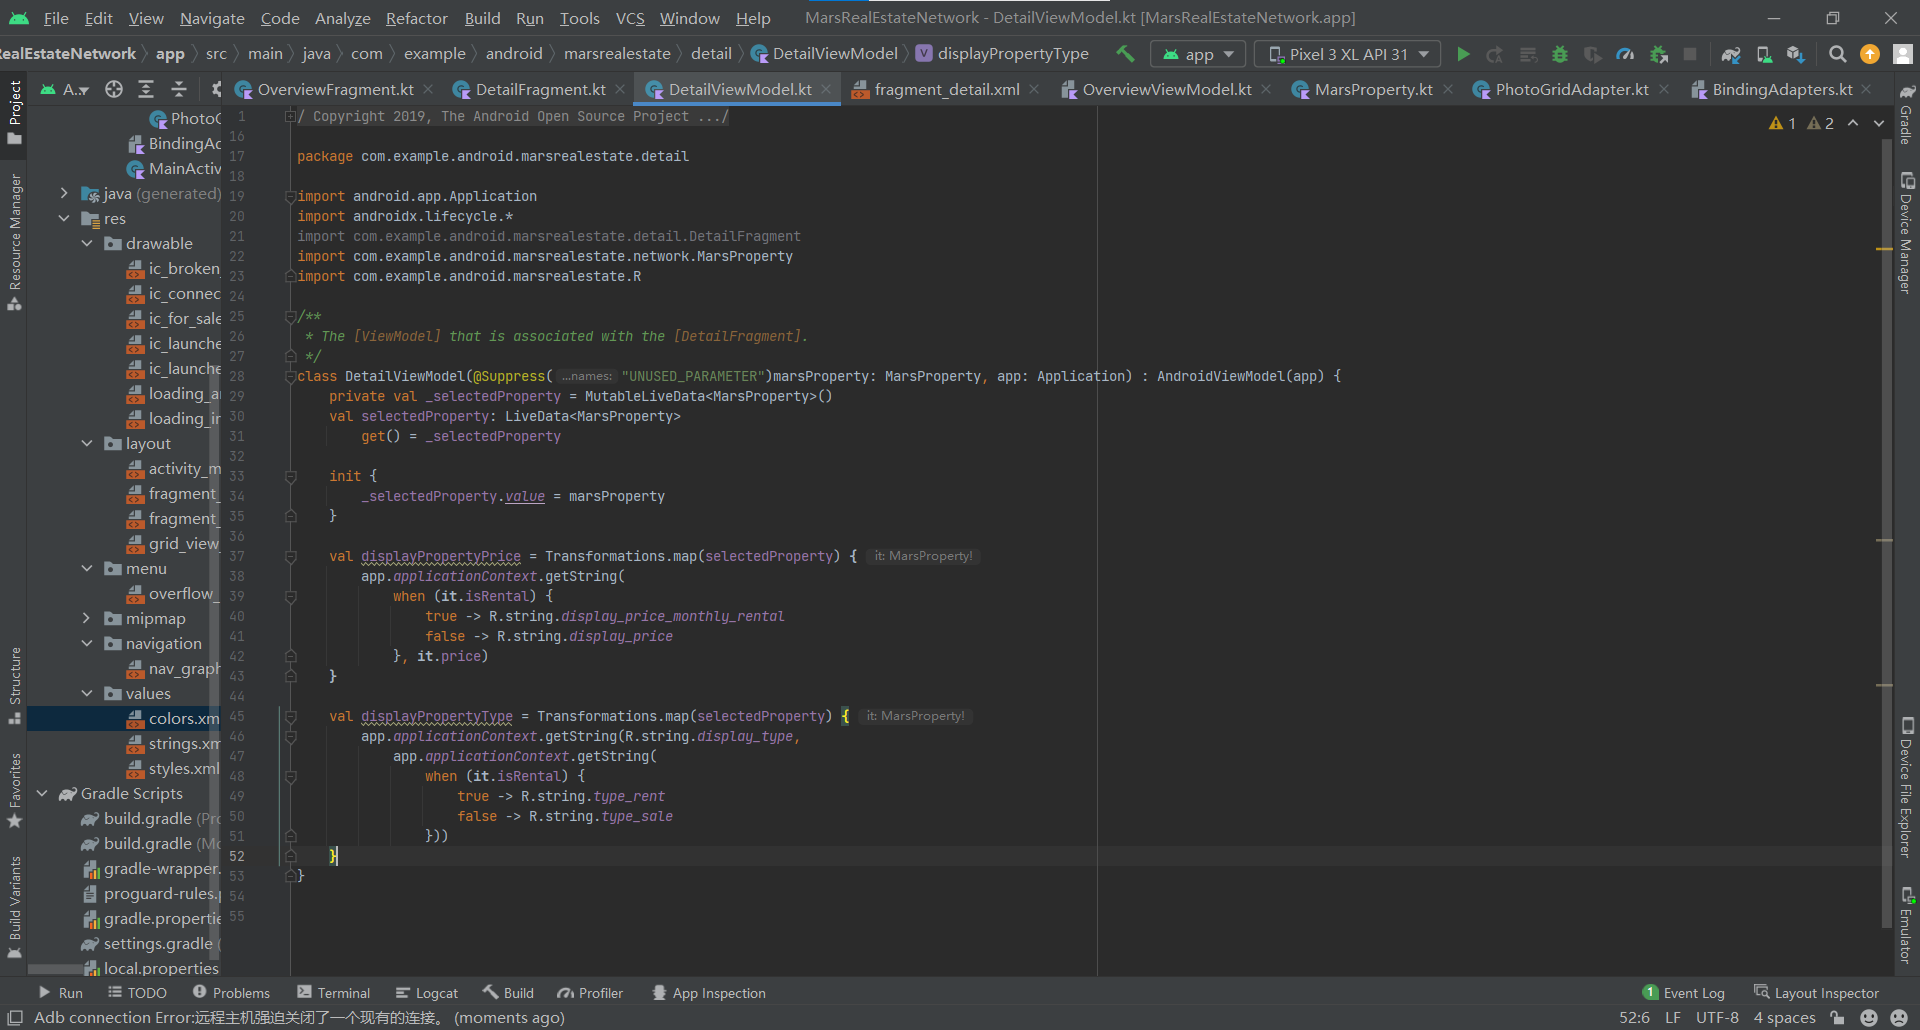 File Edit View Navigate Code Analyze Refactor Build Run Tools VCS Window Help MarsRealEstateNetwork - DetailViewModel.kt [MarsRealEstateNetwork.app]
RealEstateNetwork app src main java com example android marsrealestate detail DetailViewModel displayPropertyType app Pixel 3 XL API 31
A... OverviewFragment.kt DetailFragment.kt DetailViewModel.kt fragment_detail.xml OverviewViewModel.kt MarsProperty.kt PhotoGridAdapter.kt BindingAdapters.kt
Project
Resource Manager
Structure
Favorites
Build Variants
PhotoG
BindingAd
MainActiv
java (generated)
res
drawable
ic_broken_
ic_connec
ic_for_sale
ic_launche
ic_launche
loading_a
loading_i
layout
activity_m
fragment_
fragment_
grid_view_
menu
overflow_
mipmap
navigation
nav_graph
values
colors.xm
strings.xm
styles.xml
Gradle Scripts
build.gradle (Pro
build.gradle (Mo
gradle-wrapper.
proguard-rules.p
gradle.propertie
settings.gradle (
local.properties
1 / Copyright 2019, The Android Open Source Project .../
16
17 package com.example.android.marsrealestate.detail
18
19 import android.app.Application
20 import androidx.lifecycle.*
21 import com.example.android.marsrealestate.detail.DetailFragment
22 import com.example.android.marsrealestate.network.MarsProperty
23 import com.example.android.marsrealestate.R
24
25 /**
26 * The [ViewModel] that is associated with the [DetailFragment].
27 */
28 class DetailViewModel(@Suppress( ...names: "UNUSED_PARAMETER")marsProperty: MarsProperty, app: Application) : AndroidViewModel(app) {
29 private val _selectedProperty = MutableLiveData<MarsProperty>()
30 val selectedProperty: LiveData<MarsProperty>
31 get() = _selectedProperty
32
33 init {
34 _selectedProperty.value = marsProperty
35 }
36
37 val displayPropertyPrice = Transformations.map(selectedProperty) { it: MarsProperty!
38 app.applicationContext.getString(
39 when (it.isRental) {
40 true -> R.string.display_price_monthly_rental
41 false -> R.string.display_price
42 }, it.price)
43 }
44
45 val displayPropertyType = Transformations.map(selectedProperty) { it: MarsProperty!
46 app.applicationContext.getString(R.string.display_type,
47 app.applicationContext.getString(
48 when (it.isRental) {
49 true -> R.string.type_rent
50 false -> R.string.type_sale
51 }))
52 }
53 }
54
55
1 2
Gradle
Device Manager
Device File Explorer
Emulator
Run TODO Problems Terminal Logcat Build Profiler App Inspection 1 Event Log Layout Inspector
Adb connection Error:远程主机强迫关闭了一个现有的连接。 (moments ago) 52:6 LF UTF-8 4 spaces